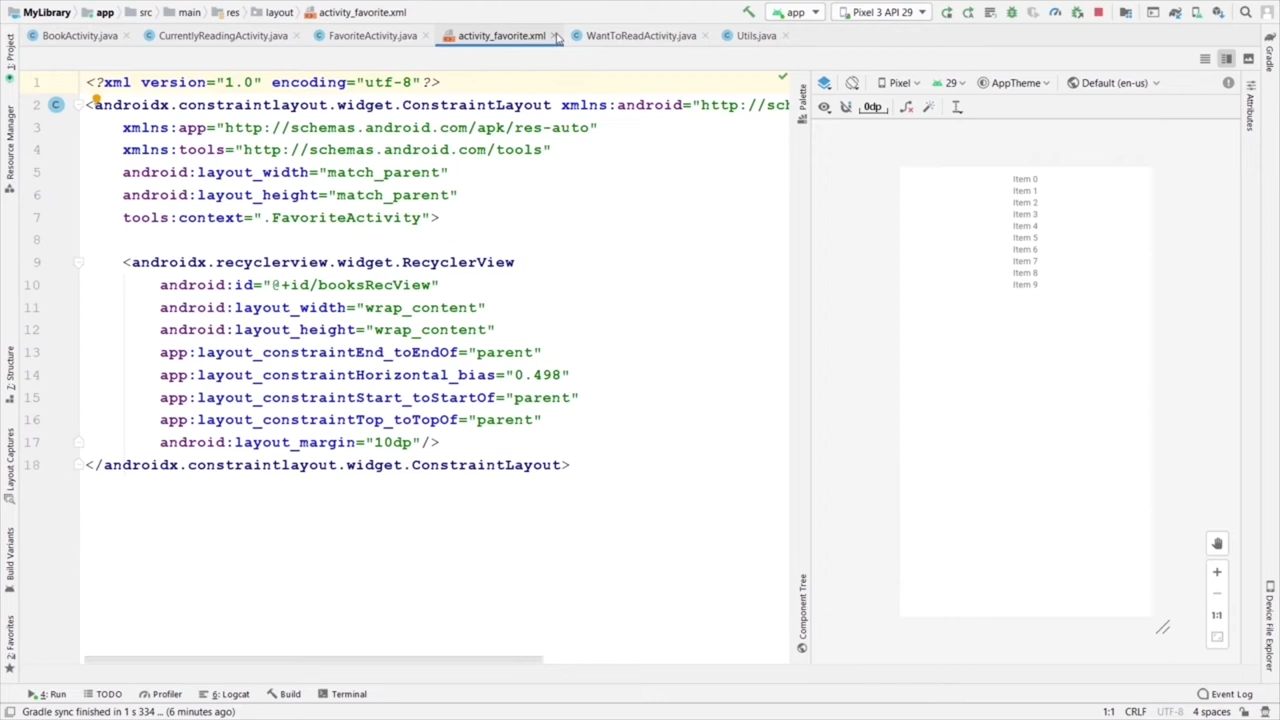 MyLibrary app src main res layout activity_favorite.xml app Pixel 3 API 29
BookActivity.java CurrentlyReadingActivity.java FavoriteActivity.java activity_favorite.xml WantToReadActivity.java Utils.java
Pixel 29 AppTheme Default (en-us)
0dp
1 <?xml version="1.0" encoding="utf-8"?>
2 <androidx.constraintlayout.widget.ConstraintLayout xmlns:android="http://sch
3 xmlns:app="http://schemas.android.com/apk/res-auto"
4 xmlns:tools="http://schemas.android.com/tools"
5 android:layout_width="match_parent"
6 android:layout_height="match_parent"
7 tools:context=".FavoriteActivity">
8
9 <androidx.recyclerview.widget.RecyclerView
10 android:id="@+id/booksRecView"
11 android:layout_width="wrap_content"
12 android:layout_height="wrap_content"
13 app:layout_constraintEnd_toEndOf="parent"
14 app:layout_constraintHorizontal_bias="0.498"
15 app:layout_constraintStart_toStartOf="parent"
16 app:layout_constraintTop_toTopOf="parent"
17 android:layout_margin="10dp"/>
18 </androidx.constraintlayout.widget.ConstraintLayout>
Item 0
Item 1
Item 2
Item 3
Item 4
Item 5
Item 6
Item 7
Item 8
Item 9
1:1
1: Project
Resource Manager
7: Structure
Layout Captures
Build Variants
2: Favorites
Palette
Component Tree
Gradle
Attributes
Device File Explorer
4: Run TODO Profiler 6: Logcat Build Terminal Event Log
Gradle sync finished in 1 s 334 ... (6 minutes ago) 1:1 CRLF UTF-8 4 spaces